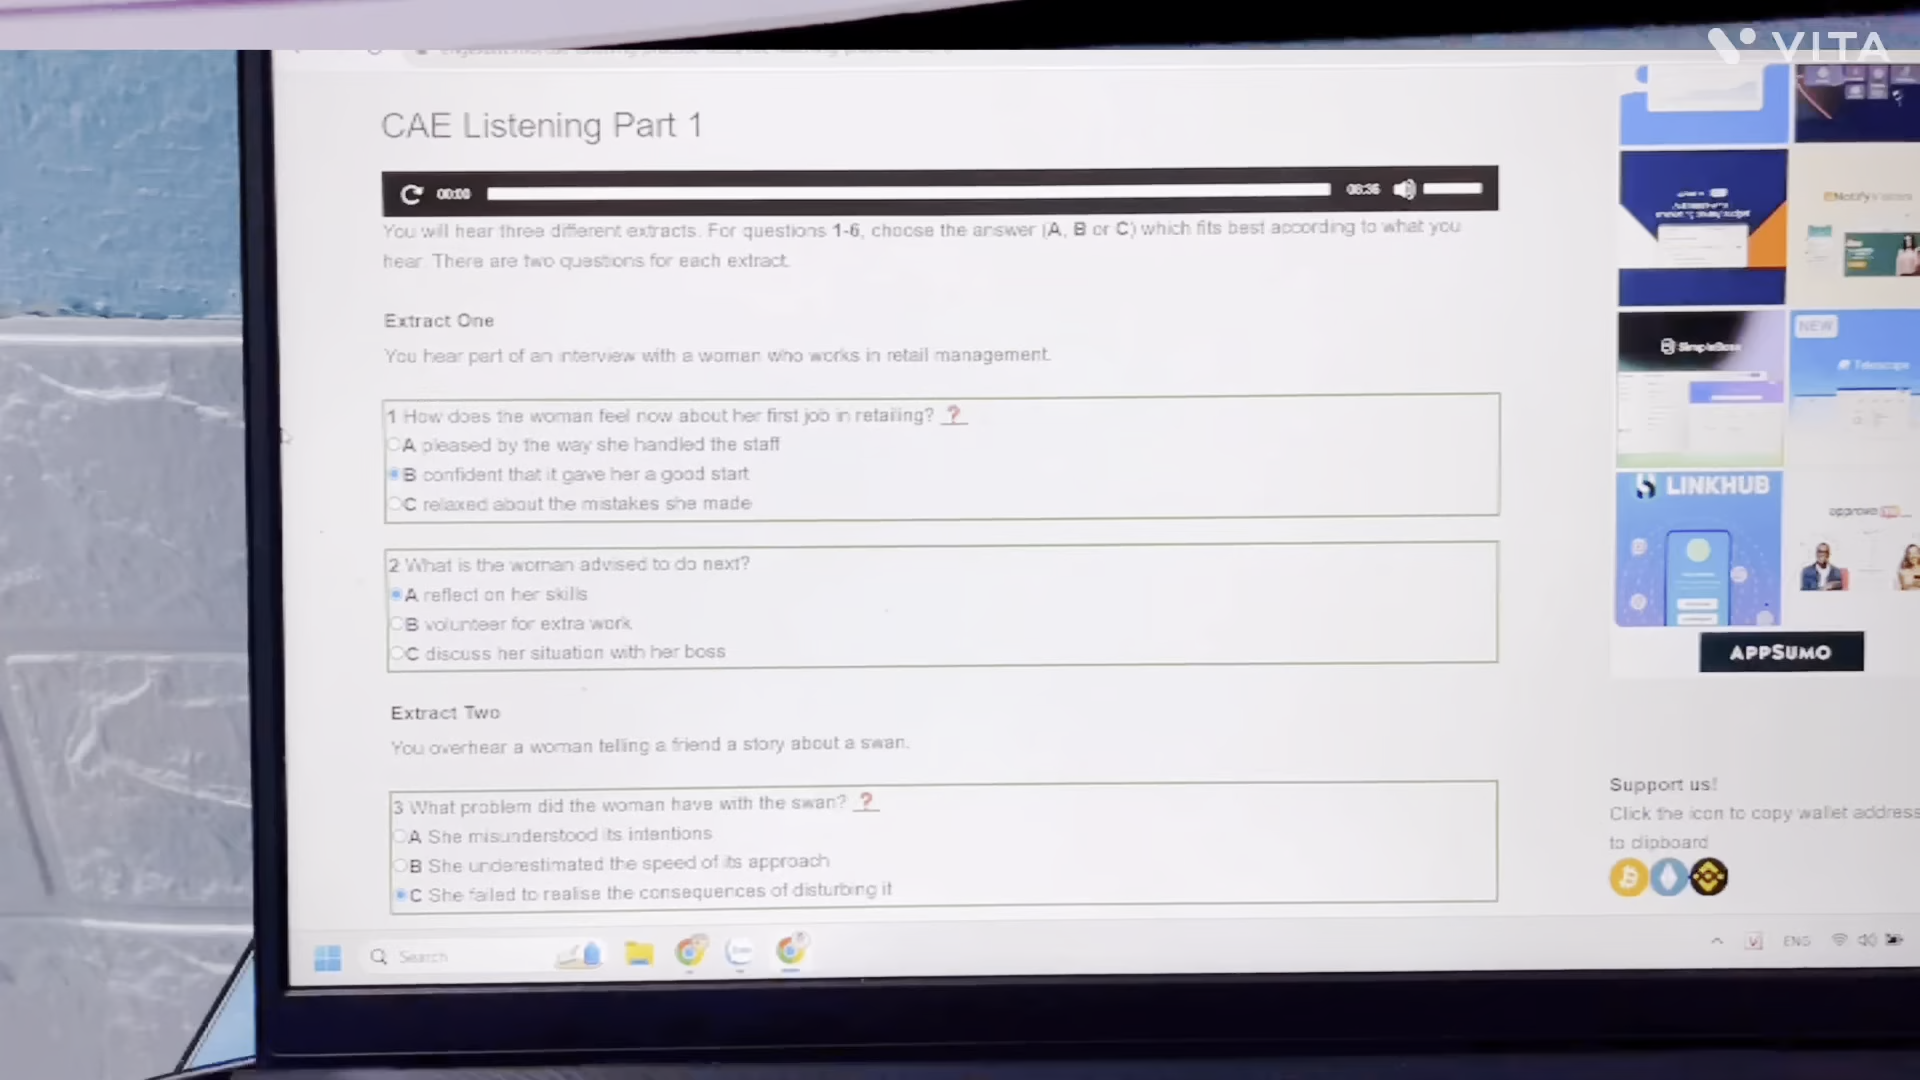 VITA
CAE Listening Part 1
00:00
08:36
You will hear three different extracts. For questions 1-6, choose the answer (A, B or C) which fits best according to what you
hear. There are two questions for each extract.
Extract One
You hear part of an interview with a woman who works in retail management.
1 How does the woman feel now about her first job in retailing? ?
A pleased by the way she handled the staff
B confident that it gave her a good start
C relaxed about the mistakes she made
2 What is the woman advised to do next?
A reflect on her skills
B volunteer for extra work
C discuss her situation with her boss
Extract Two
You overhear a woman telling a friend a story about a swan.
3 What problem did the woman have with the swan? ?
A She misunderstood its intentions
B She underestimated the speed of its approach
C She failed to realise the consequences of disturbing it
NEW
LINKHUB
APPSUMO
Support us!
Click the icon to copy wallet address
to clipboard
Search
ENG